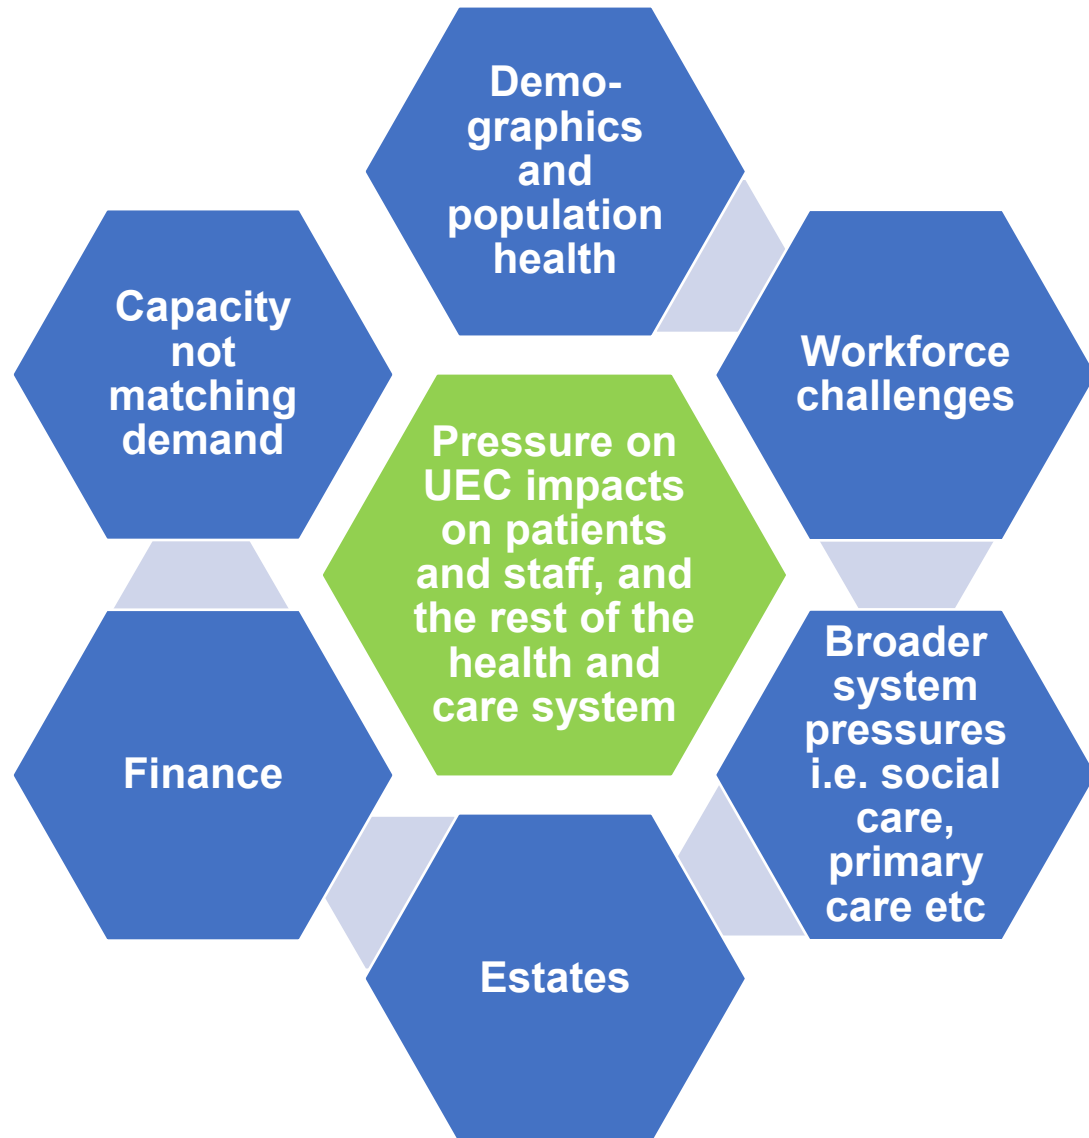 Demo-
graphics
and
population
health
Workforce
challenges
Broader
system
pressures
i.e. social
care,
primary
care etc
Estates
Finance
Capacity
not
matching
demand
Pressure on
UEC impacts
on patients
and staff, and
the rest of the
health and
care system